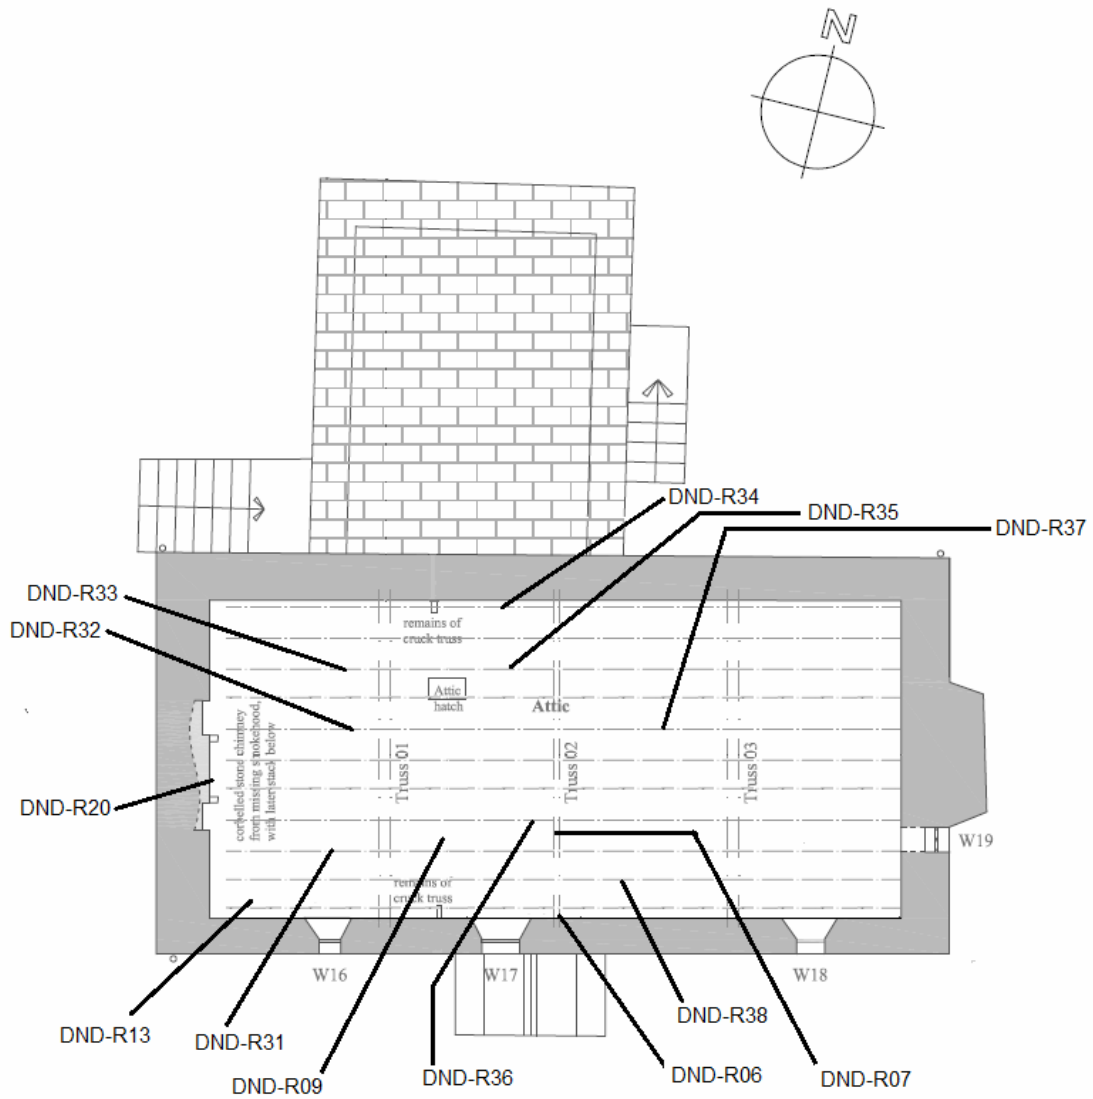 N
DND-R34
DND-R35
DND-R37
DND-R33
DND-R32
remains of
cruck truss
Attic
hatch
Attic
corbelled stone chimney
from missing smokehood,
with later stack below
Truss 01
Truss 02
Truss 03
DND-R20
W19
remains of
cruck truss
W16
W17
W18
DND-R13
DND-R31
DND-R09
DND-R36
DND-R38
DND-R06
DND-R07